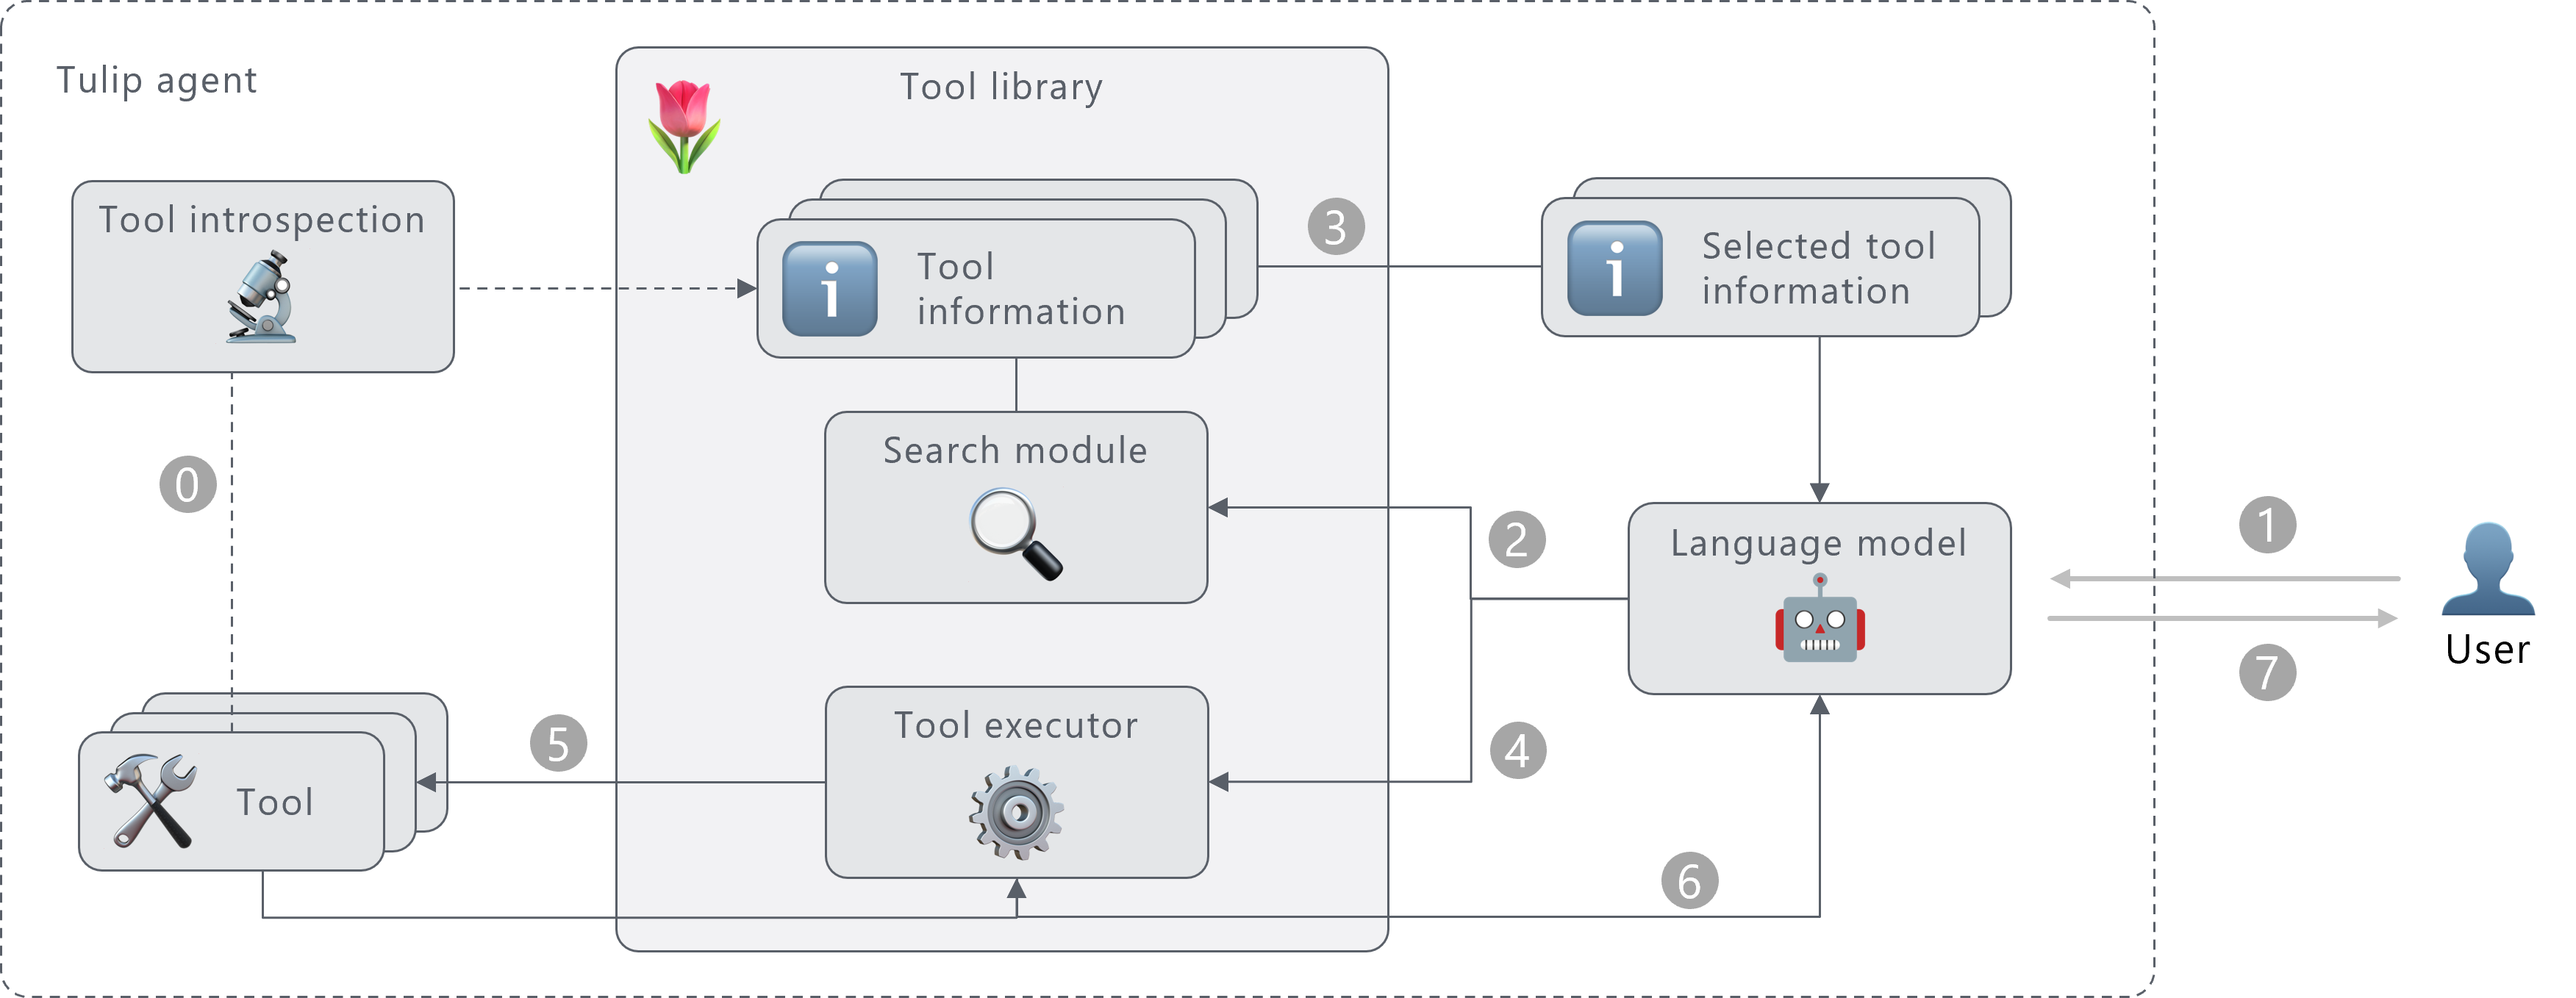 Tulip agent
Tool library
Tool introspection
Tool
information
3
Selected tool
information
Search module
0
2
Language model
1
User
7
Tool executor
4
5
Tool
6